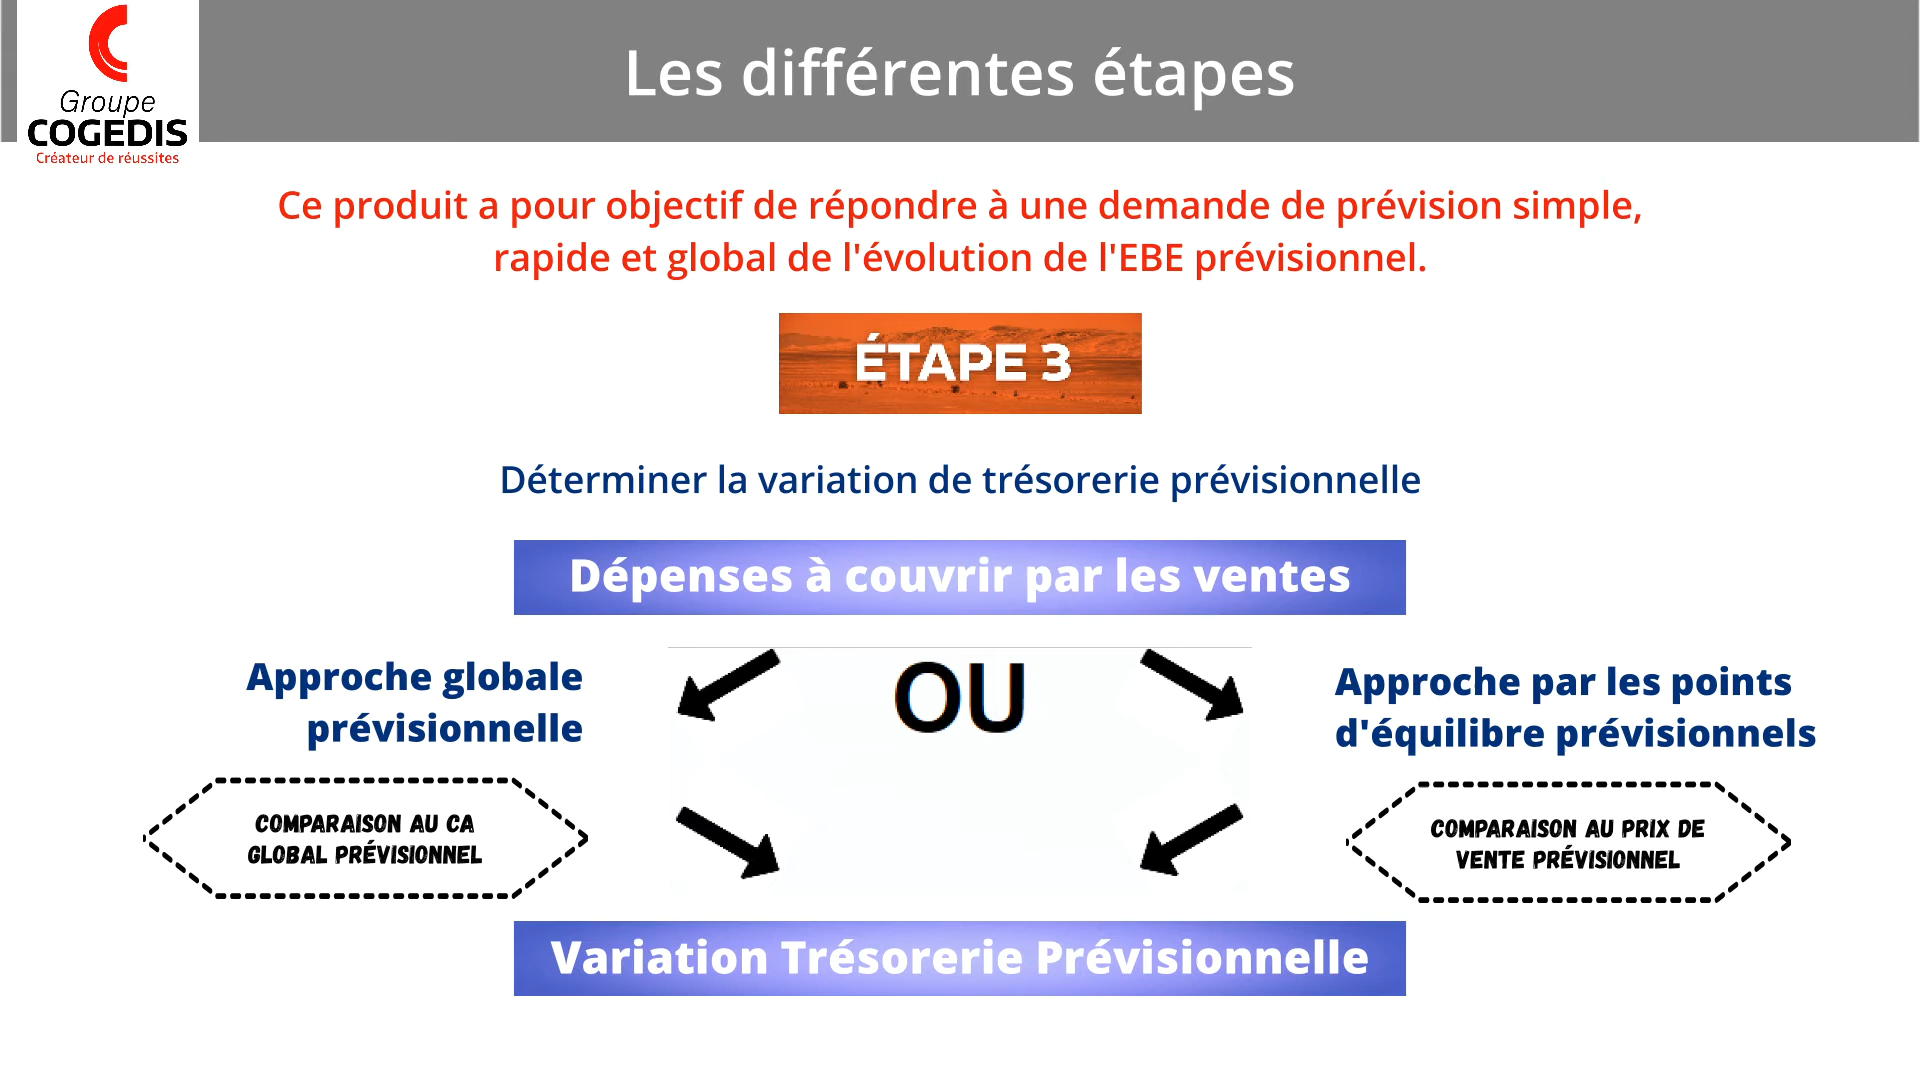 Groupe
COGEDIS
Créateur de réussites
Les différentes étapes
Ce produit a pour objectif de répondre à une demande de prévision simple,
rapide et global de l'évolution de l'EBE prévisionnel.
ÉTAPE 3
Déterminer la variation de trésorerie prévisionnelle
Dépenses à couvrir par les ventes
OU
Approche globale
prévisionnelle
COMPARAISON AU CA
GLOBAL PRÉVISIONNEL
Approche par les points
d'équilibre prévisionnels
COMPARAISON AU PRIX DE
VENTE PRÉVISIONNEL
Variation Trésorerie Prévisionnelle